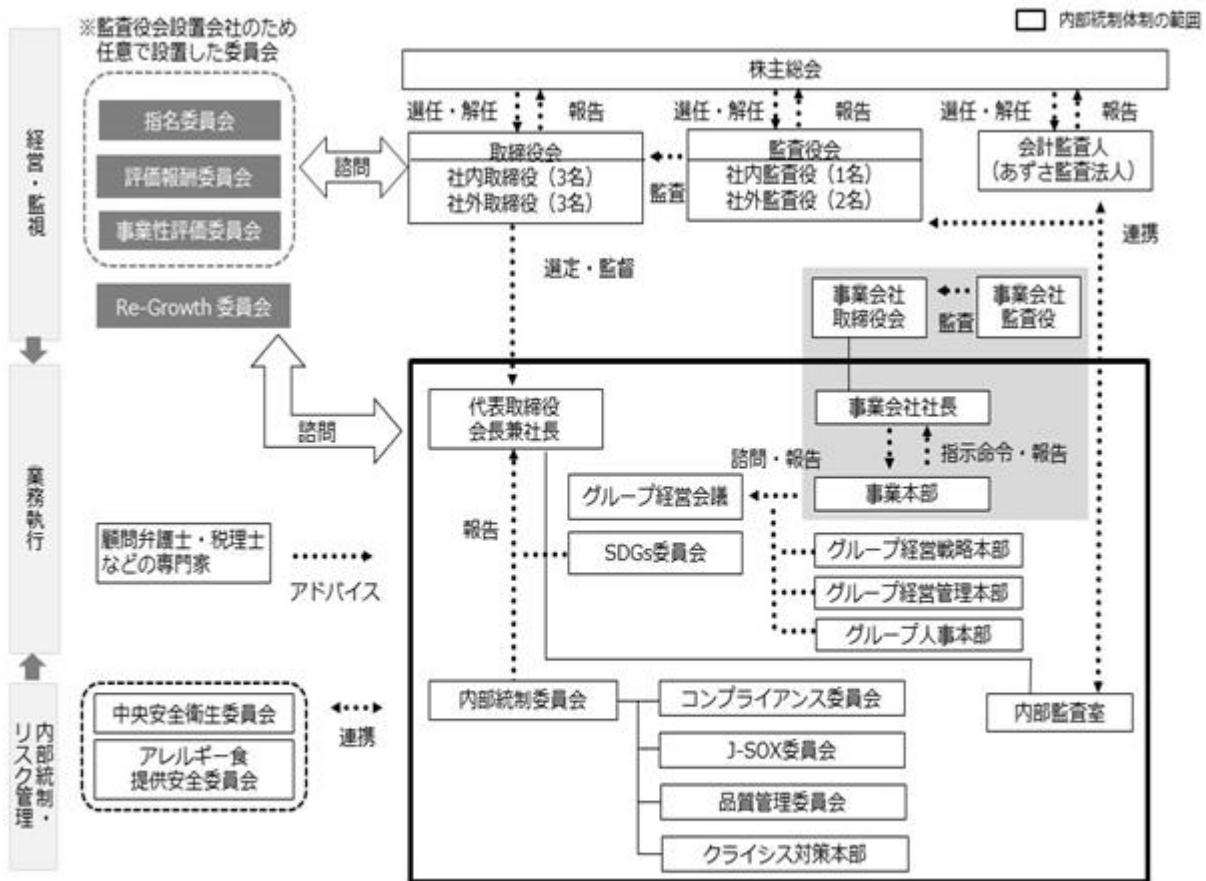 ※監査役会設置会社のため
任意で設置した委員会
内部統制体制の範囲
経営・監視
株主総会
選任・解任
報告
選任・解任
報告
選任・解任
報告
指名委員会
評価報酬委員会
事業性評価委員会
諮問
取締役会
社内取締役（3名）
社外取締役（3名）
監査
監査役会
社内監査役（1名）
社外監査役（2名）
会計監査人
（あずさ監査法人）
連携
選定・監督
Re-Growth 委員会
事業会社
取締役会
監査
事業会社
監査役
業務執行
諮問
代表取締役
会長兼社長
事業会社社長
指示命令・報告
諮問・報告
事業本部
グループ経営会議
報告
SDGs委員会
顧問弁護士・税理士
などの専門家
アドバイス
グループ経営戦略本部
グループ経営管理本部
グループ人事本部
内部統制・
リスク管理
中央安全衛生委員会
アレルギー食
提供安全委員会
連携
内部統制委員会
コンプライアンス委員会
J-SOX委員会
品質管理委員会
クライシス対策本部
内部監査室